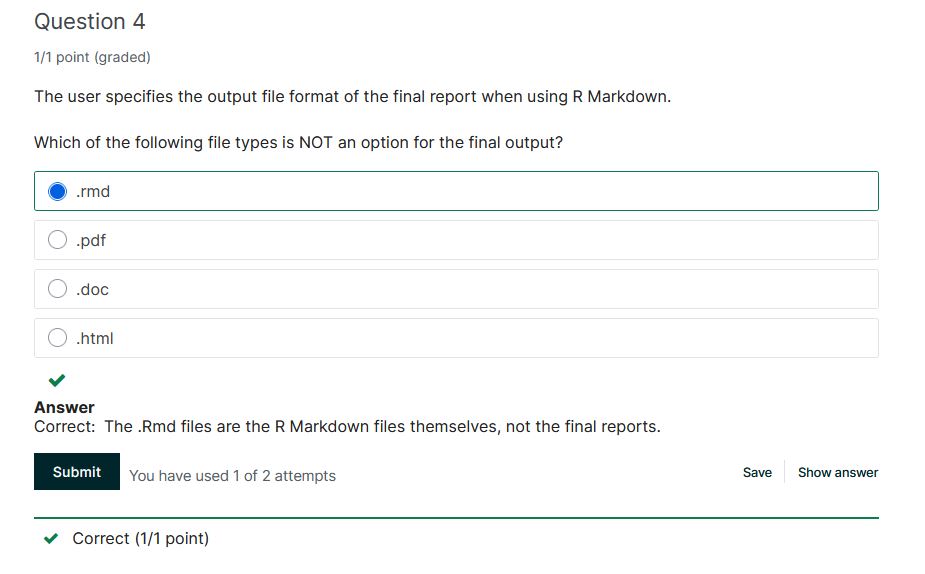 Question 4
1/1 point (graded)
The user specifies the output file format of the final report when using R Markdown.
Which of the following file types is NOT an option for the final output?
.rmd
.pdf
.doc
.html
Answer
Correct: The .Rmd files are the R Markdown files themselves, not the final reports.
Submit You have used 1 of 2 attempts Save Show answer
Correct (1/1 point)